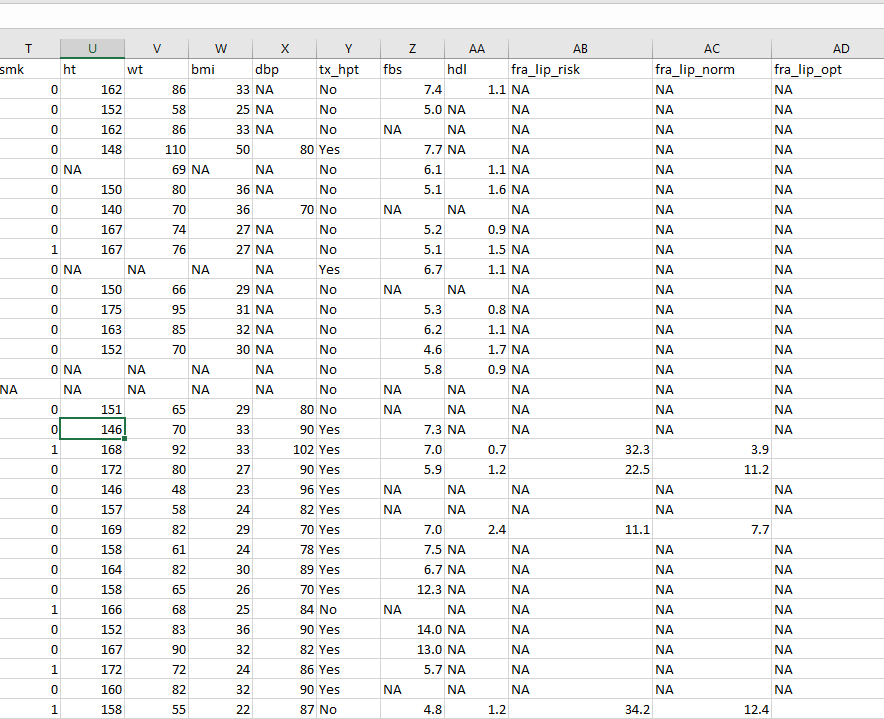 T U V W X Y Z AA AB AC AD
smk ht wt bmi dbp tx_hpt fbs hdl fra_lip_risk fra_lip_norm fra_lip_opt
0 162 86 33 NA No 7.4 1.1 NA NA NA
0 152 58 25 NA No 5.0 NA NA NA NA
0 162 86 33 NA No NA NA NA NA NA
0 148 110 50 80 Yes 7.7 NA NA NA NA
0 NA 69 NA NA No 6.1 1.1 NA NA NA
0 150 80 36 NA No 5.1 1.6 NA NA NA
0 140 70 36 70 No NA NA NA NA NA
0 167 74 27 NA No 5.2 0.9 NA NA NA
1 167 76 27 NA No 5.1 1.5 NA NA NA
0 NA NA NA NA Yes 6.7 1.1 NA NA NA
0 150 66 29 NA No NA NA NA NA NA
0 175 95 31 NA No 5.3 0.8 NA NA NA
0 163 85 32 NA No 6.2 1.1 NA NA NA
0 152 70 30 NA No 4.6 1.7 NA NA NA
0 NA NA NA NA No 5.8 0.9 NA NA NA
NA NA NA NA NA No NA NA NA NA NA
0 151 65 29 80 No NA NA NA NA NA
0 146 70 33 90 Yes 7.3 NA NA NA NA
1 168 92 33 102 Yes 7.0 0.7 32.3 3.9
0 172 80 27 90 Yes 5.9 1.2 22.5 11.2
0 146 48 23 96 Yes NA NA NA NA NA
0 157 58 24 82 Yes NA NA NA NA NA
0 169 82 29 70 Yes 7.0 2.4 11.1 7.7
0 158 61 24 78 Yes 7.5 NA NA NA NA
0 164 82 30 89 Yes 6.7 NA NA NA NA
0 158 65 26 70 Yes 12.3 NA NA NA NA
1 166 68 25 84 No NA NA NA NA NA
0 152 83 36 90 Yes 14.0 NA NA NA NA
0 167 90 32 82 Yes 13.0 NA NA NA NA
1 172 72 24 86 Yes 5.7 NA NA NA NA
0 160 82 32 90 Yes NA NA NA NA NA
1 158 55 22 87 No 4.8 1.2 34.2 12.4